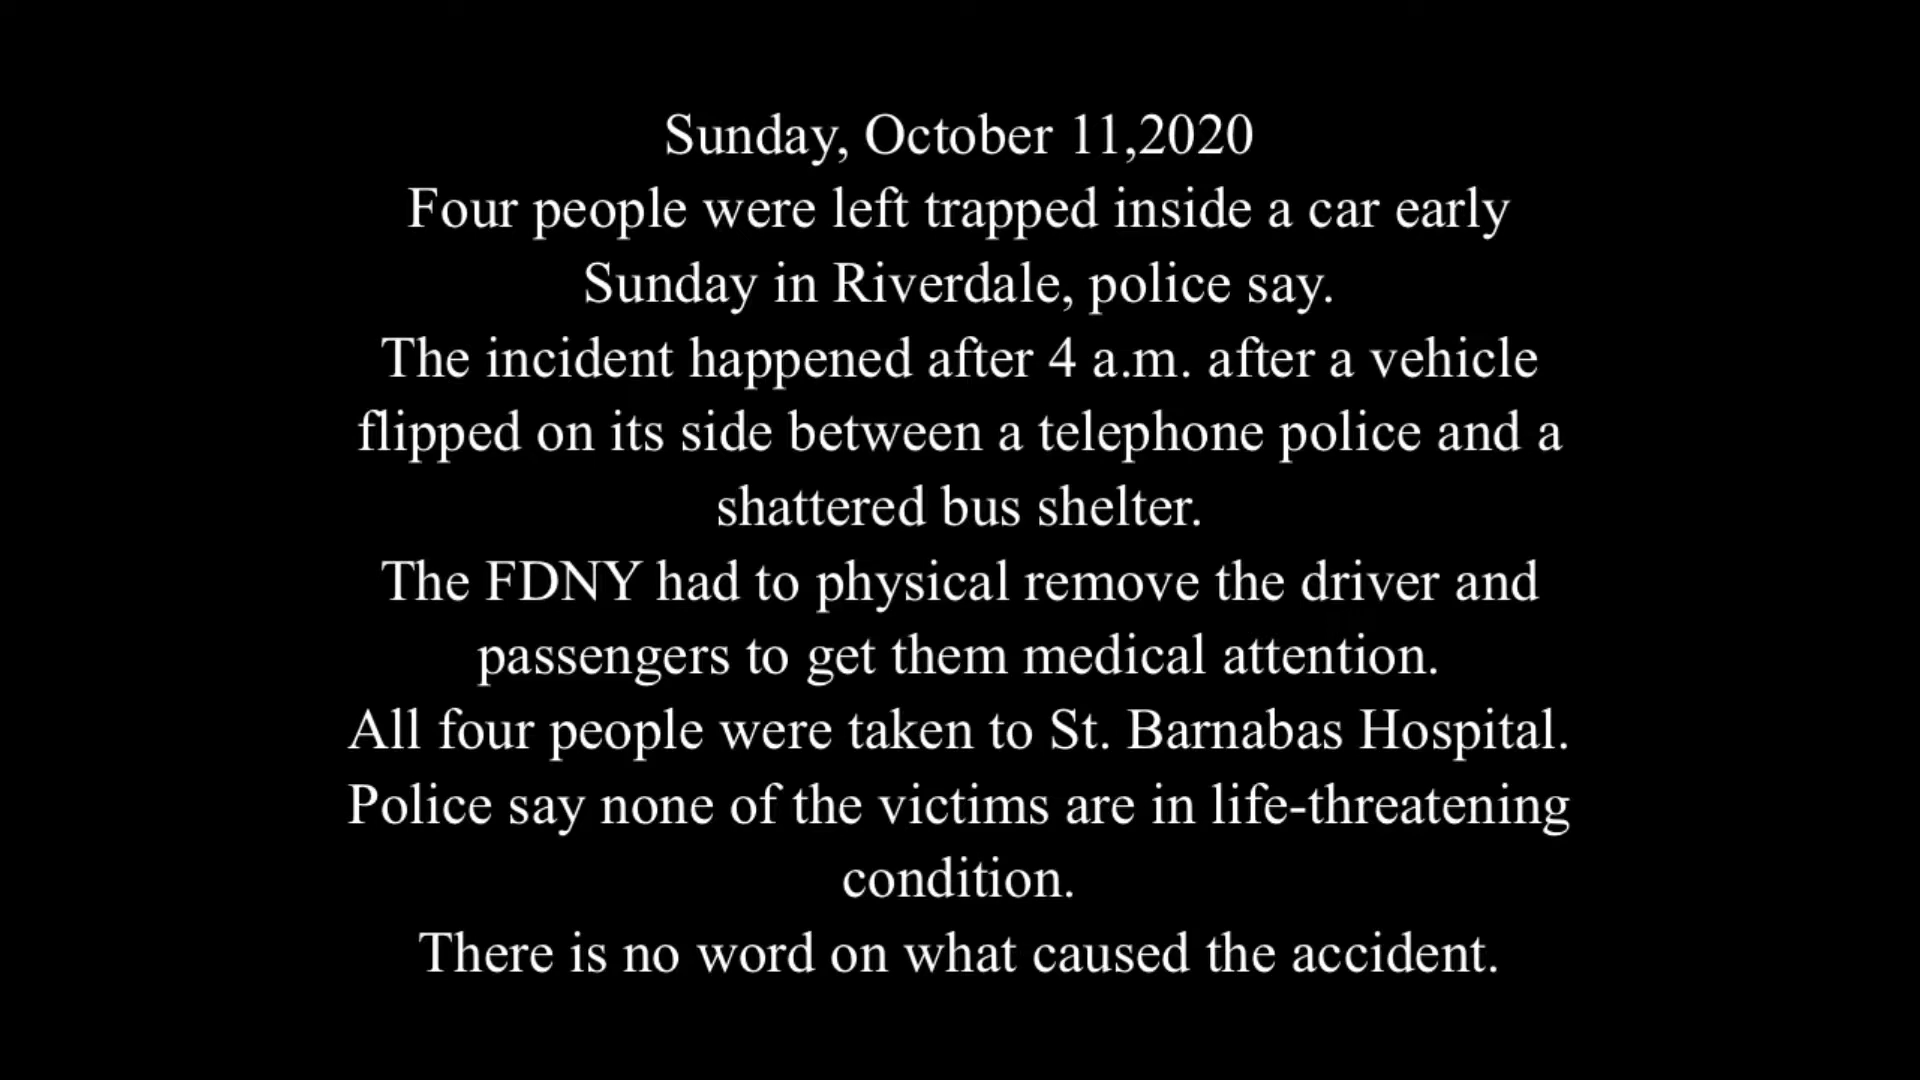 Sunday, October 11,2020
Four people were left trapped inside a car early
Sunday in Riverdale, police say.
The incident happened after 4 a.m. after a vehicle
flipped on its side between a telephone police and a
shattered bus shelter.
The FDNY had to physical remove the driver and
passengers to get them medical attention.
All four people were taken to St. Barnabas Hospital.
Police say none of the victims are in life-threatening
condition.
There is no word on what caused the accident.